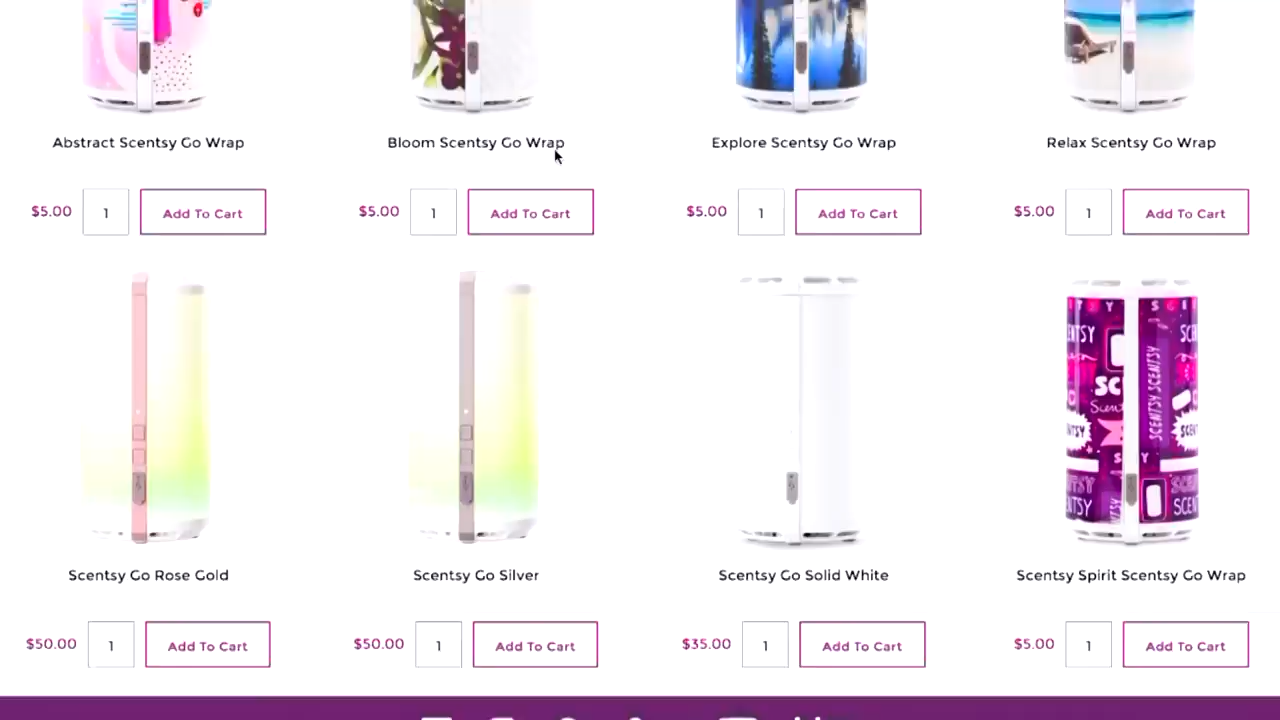 Abstract Scentsy Go Wrap
Bloom Scentsy Go Wrap
Explore Scentsy Go Wrap
Relax Scentsy Go Wrap
$5.00 1 Add To Cart
$5.00 1 Add To Cart
$5.00 1 Add To Cart
$5.00 1 Add To Cart
SCENTSY SCENTSY
Scentsy Go Rose Gold
Scentsy Go Silver
Scentsy Go Solid White
Scentsy Spirit Scentsy Go Wrap
$50.00 1 Add To Cart
$50.00 1 Add To Cart
$35.00 1 Add To Cart
$5.00 1 Add To Cart